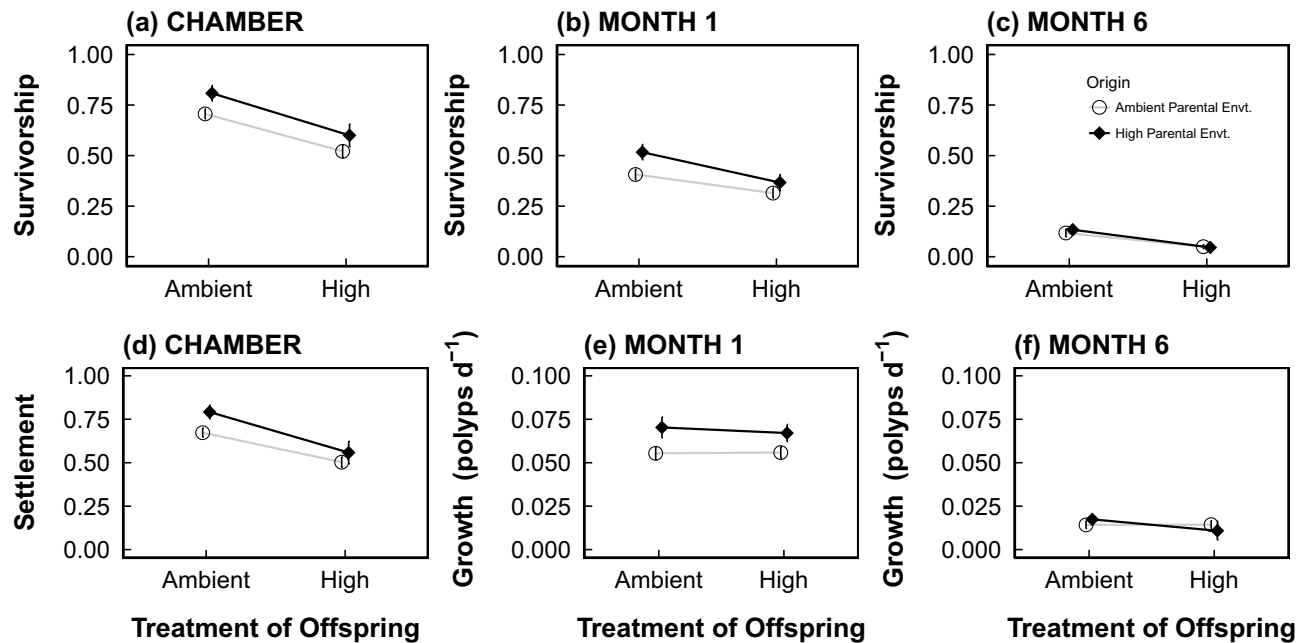 (a) CHAMBER
Survivorship
1.00
0.75
0.50
0.25
0.00
Ambient High
(b) MONTH 1
Survivorship
1.00
0.75
0.50
0.25
0.00
Ambient High
(c) MONTH 6
Survivorship
1.00
0.75
0.50
0.25
0.00
Origin
Ambient Parental Envt.
High Parental Envt.
Ambient High
(d) CHAMBER
Settlement
1.00
0.75
0.50
0.25
0.00
Ambient High
Treatment of Offspring
(e) MONTH 1
Growth (polyps d⁻¹)
0.100
0.075
0.050
0.025
0.000
Ambient High
Treatment of Offspring
(f) MONTH 6
Growth (polyps d⁻¹)
0.100
0.075
0.050
0.025
0.000
Ambient High
Treatment of Offspring